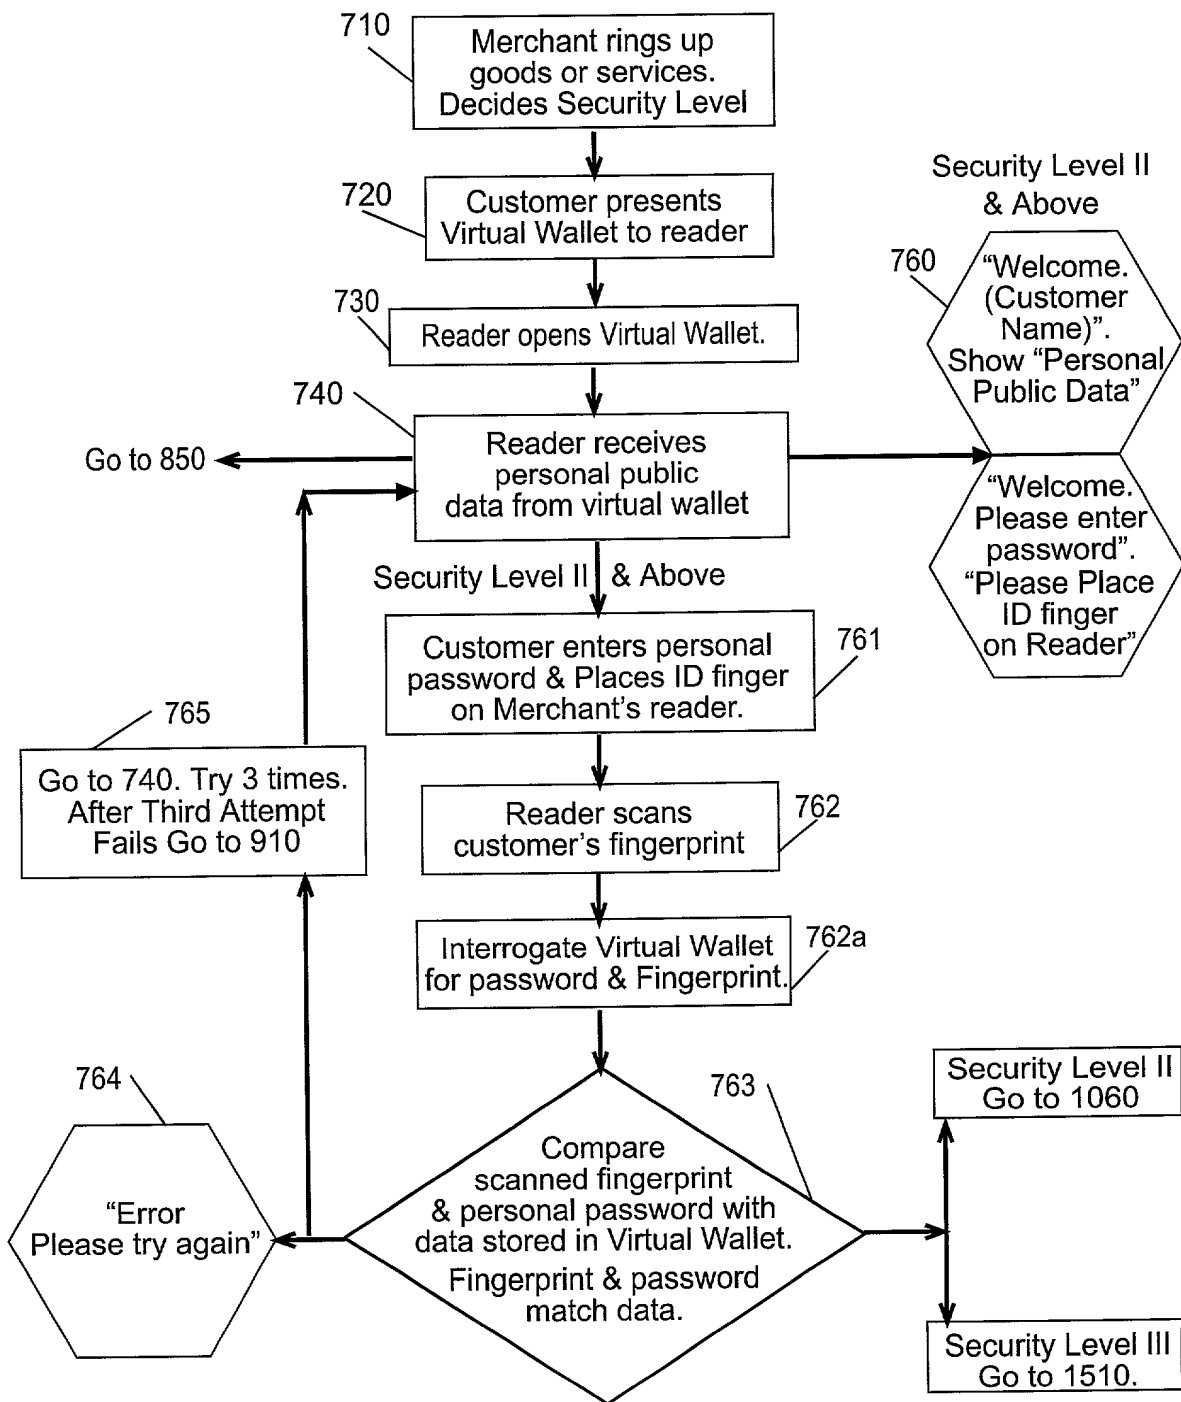 710
Merchant rings up
goods or services.
Decides Security Level
720
Customer presents
Virtual Wallet to reader
730
Reader opens Virtual Wallet.
740
Reader receives
personal public
data from virtual wallet
Go to 850
Security Level II
& Above
760
“Welcome.
(Customer
Name)”.
Show “Personal
Public Data”
“Welcome.
Please enter
password”.
“Please Place
ID finger
on Reader”
Security Level II & Above
761
Customer enters personal
password & Places ID finger
on Merchant’s reader.
765
Go to 740. Try 3 times.
After Third Attempt
Fails Go to 910
762
Reader scans
customer’s fingerprint
762a
Interrogate Virtual Wallet
for password & Fingerprint.
763
Compare
scanned fingerprint
& personal password with
data stored in Virtual Wallet.
Fingerprint & password
match data.
764
“Error
Please try again”
Security Level II
Go to 1060
Security Level III
Go to 1510.